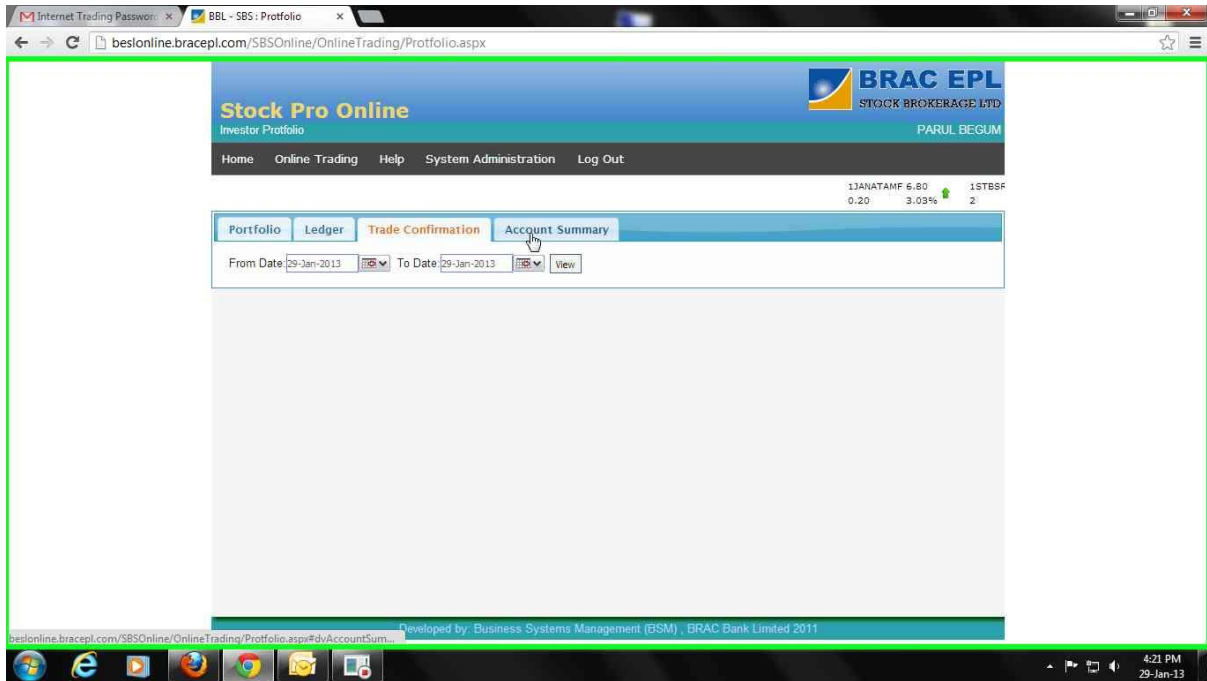 Internet Trading Passwor
BBL - SBS : Protfolio
beslonline.bracepl.com/SBSOnline/OnlineTrading/Protfolio.aspx
BRAC EPL
STOCK BROKERAGE LTD
Stock Pro Online
Investor Protfolio
PARUL BEGUM
Home Online Trading Help System Administration Log Out
1JANATAMF 6.80 1STBSR
0.20 3.03% 2
Portfolio Ledger Trade Confirmation Account Summary
From Date: 29-Jan-2013 To Date: 29-Jan-2013 View
Developed by: Business Systems Management (BSM) , BRAC Bank Limited 2011
beslonline.bracepl.com/SBSOnline/OnlineTrading/Protfolio.aspx#dvAccountSum...
4:21 PM
29-Jan-13